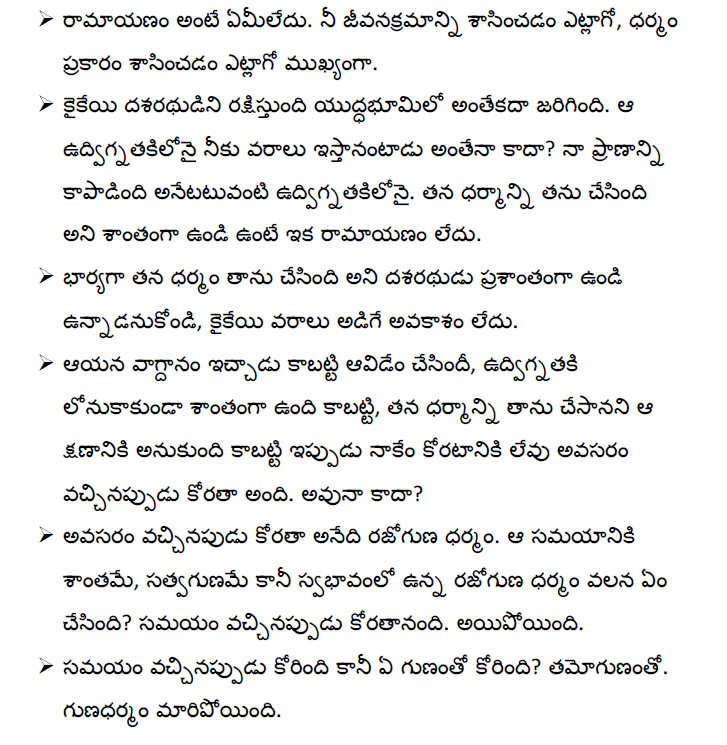 ➢ రామాయణం అంటే ఏమీలేదు. నీ జీవనక్రమాన్ని శాసించడం ఎట్లాగో, ధర్మం
ప్రకారం శాసించడం ఎట్లాగో ముఖ్యంగా.
➢ కైకేయి దశరథుడిని రక్షిస్తుంది యుద్ధభూమిలో అంతేకదా జరిగింది. ఆ
ఉద్విగ్నతకిలోనై నీకు వరాలు ఇస్తానంటాడు అంతేనా కాదా? నా ప్రాణాన్ని
కాపాడింది అనేటటువంటి ఉద్విగ్నతకిలోనై. తన ధర్మాన్ని తను చేసింది
అని శాంతంగా ఉండి ఉంటే ఇక రామాయణం లేదు.
➢ భార్యగా తన ధర్మం తాను చేసింది అని దశరథుడు ప్రశాంతంగా ఉండి
ఉన్నాడనుకోండి, కైకేయి వరాలు అడిగే అవకాశం లేదు.
➢ ఆయన వాగ్దానం ఇచ్చాడు కాబట్టి ఆవిడేం చేసిందీ, ఉద్విగ్నతకి
లోనుకాకుండా శాంతంగా ఉంది కాబట్టి, తన ధర్మాన్ని తాను చేసానని ఆ
క్షణానికి అనుకుంది కాబట్టి ఇప్పుడు నాకేం కోరటానికి లేవు అవసరం
వచ్చినప్పుడు కోరతా అంది. అవునా కాదా?
➢ అవసరం వచ్చినపుడు కోరతా అనేది రజోగుణ ధర్మం. ఆ సమయానికి
శాంతమే, సత్వగుణమే కానీ స్వభావంలో ఉన్న రజోగుణ ధర్మం వలన ఏం
చేసింది? సమయం వచ్చినప్పుడు కోరతానంది. అయిపోయింది.
➢ సమయం వచ్చినప్పుడు కోరింది కానీ ఏ గుణంతో కోరింది? తమోగుణంతో.
గుణధర్మం మారిపోయింది.